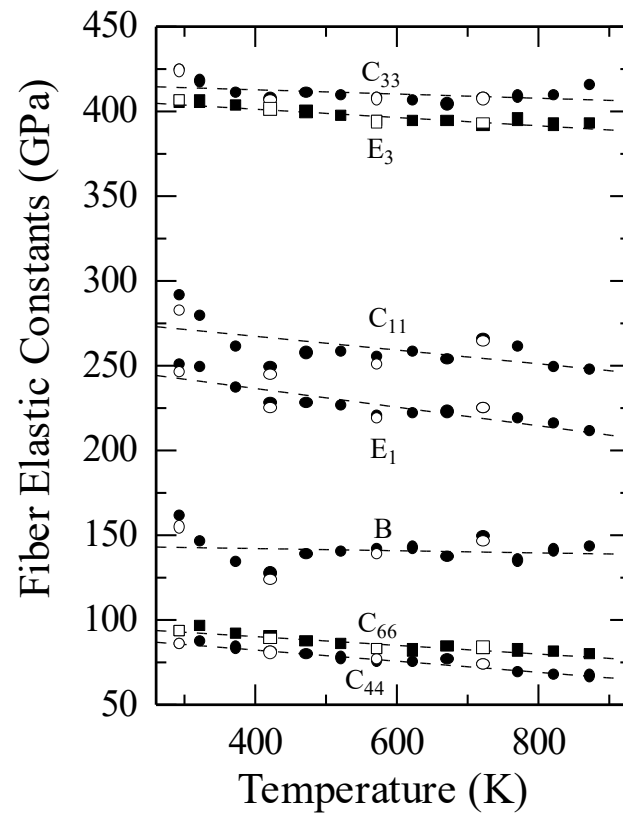 450
400
350
300
250
200
150
100
50
Fiber Elastic Constants (GPa)
C₃₃
E₃
C₁₁
E₁
B
C₆₆
C₄₄
400 600 800
Temperature (K)